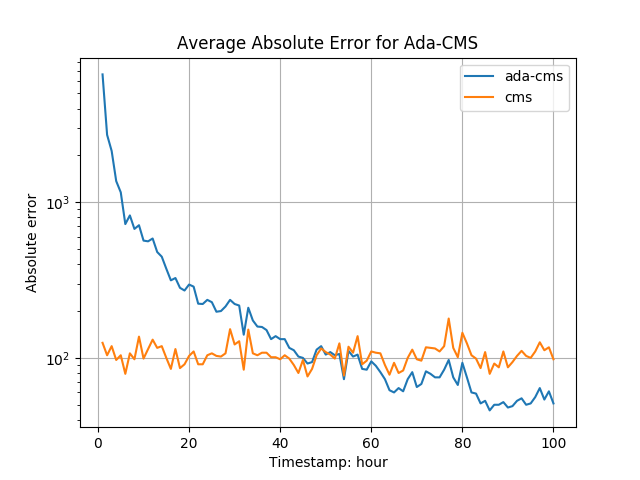 Average Absolute Error for Ada-CMS
ada-cms
cms
Absolute error
10³
10²
0 20 40 60 80 100
Timestamp: hour